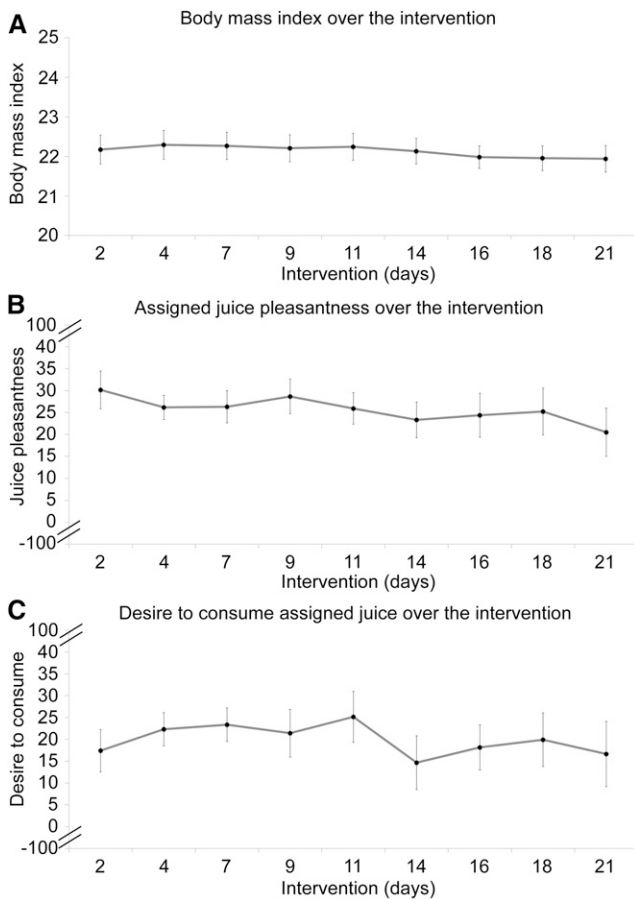 A
Body mass index over the intervention
Body mass index
25
24
23
22
21
20
2 4 7 9 11 14 16 18 21
Intervention (days)
B
Assigned juice pleasantness over the intervention
Juice pleasantness
100
40
35
30
25
20
15
10
5
0
-100
2 4 7 9 11 14 16 18 21
Intervention (days)
C
Desire to consume assigned juice over the intervention
Desire to consume
100
40
35
30
25
20
15
10
5
0
-100
2 4 7 9 11 14 16 18 21
Intervention (days)